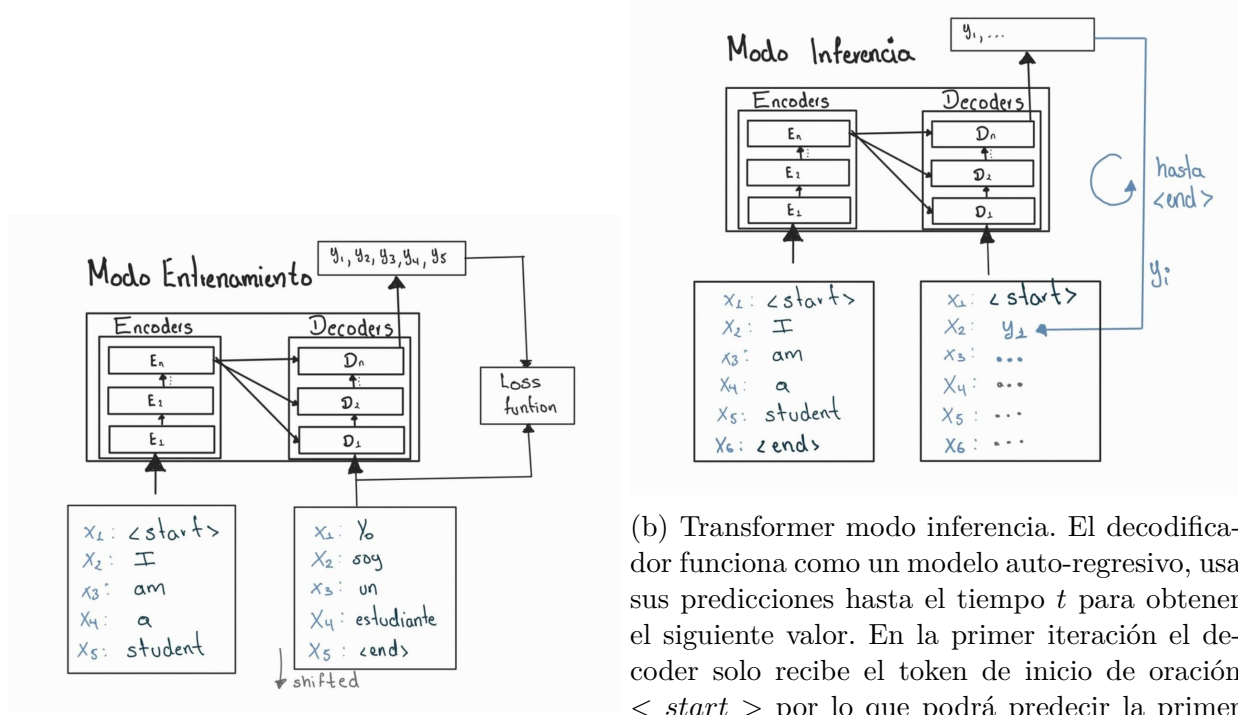 Modo Entrenamiento
y₁, y₂, y₃, y₄, y₅
Encoders
Decoders
Eₙ
E₂
E₁
Dₙ
D₂
D₁
Loss
funtion
X₁: <start>
X₂: I
X₃: am
X₄: a
X₅: student
X₁: Yo
X₂: soy
X₃: un
X₄: estudiante
X₅: <end>
shifted
Modo Inferencia
y₁, ...
Encoders
Decoders
Eₙ
E₂
E₁
Dₙ
D₂
D₁
hasta
<end>
yᵢ
X₁: <start>
X₂: I
X₃: am
X₄: a
X₅: student
X₆: <end>
X₁: <start>
X₂: y₁
X₃: ...
X₄: ...
X₅: ...
X₆: ...
(b) Transformer modo inferencia. El decodifica-
dor funciona como un modelo auto-regresivo, usa
sus predicciones hasta el tiempo t para obtener
el siguiente valor. En la primer iteración el de-
coder solo recibe el token de inicio de oración
< start > por lo que podrá predecir la primer